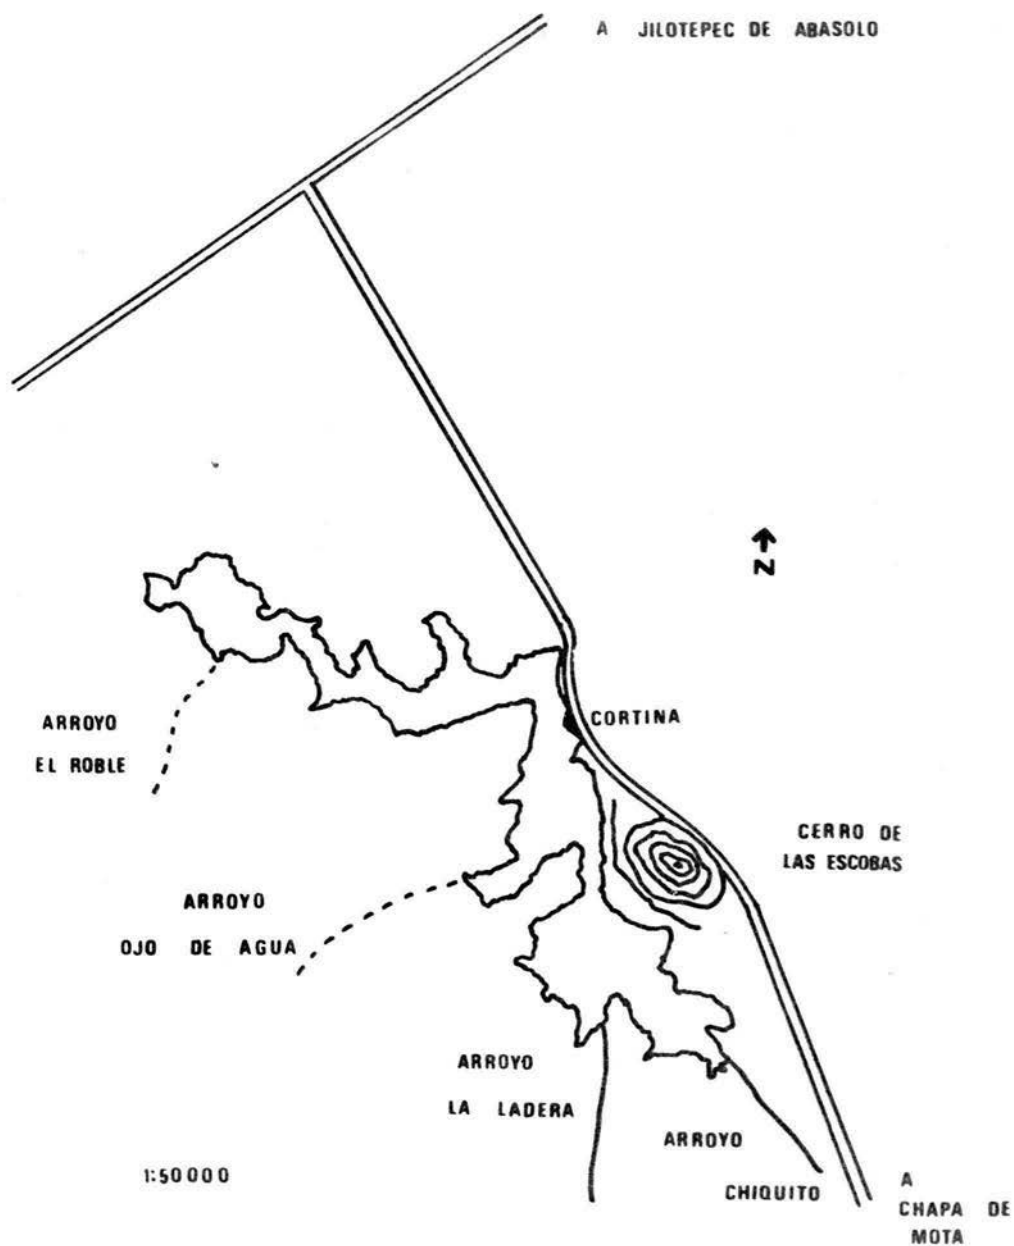 A JILOTEPEC DE ABASOLO
N
CORTINA
ARROYO
EL ROBLE
CERRO DE
LAS ESCOBAS
ARROYO
OJO DE AGUA
ARROYO
LA LADERA
ARROYO
CHIQUITO
1:50000
A
CHAPA DE
MOTA